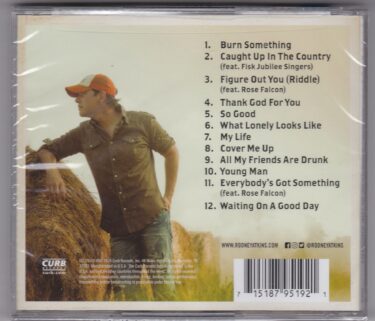 1. Burn Something
2. Caught Up In The Country
(feat. Fisk Jubilee Singers)
3. Figure Out You (Riddle)
(feat. Rose Falcon)
4. Thank God For You
5. So Good
6. What Lonely Looks Like
7. My Life
8. Cover Me Up
9. All My Friends Are Drunk
10. Young Man
11. Everybody's Got Something
(feat. Rose Falcon)
12. Waiting On A Good Day
WWW.RODNEYATKINS.COM @RODNEYATKINS
CURB
curb.com
7 15187 95192 1